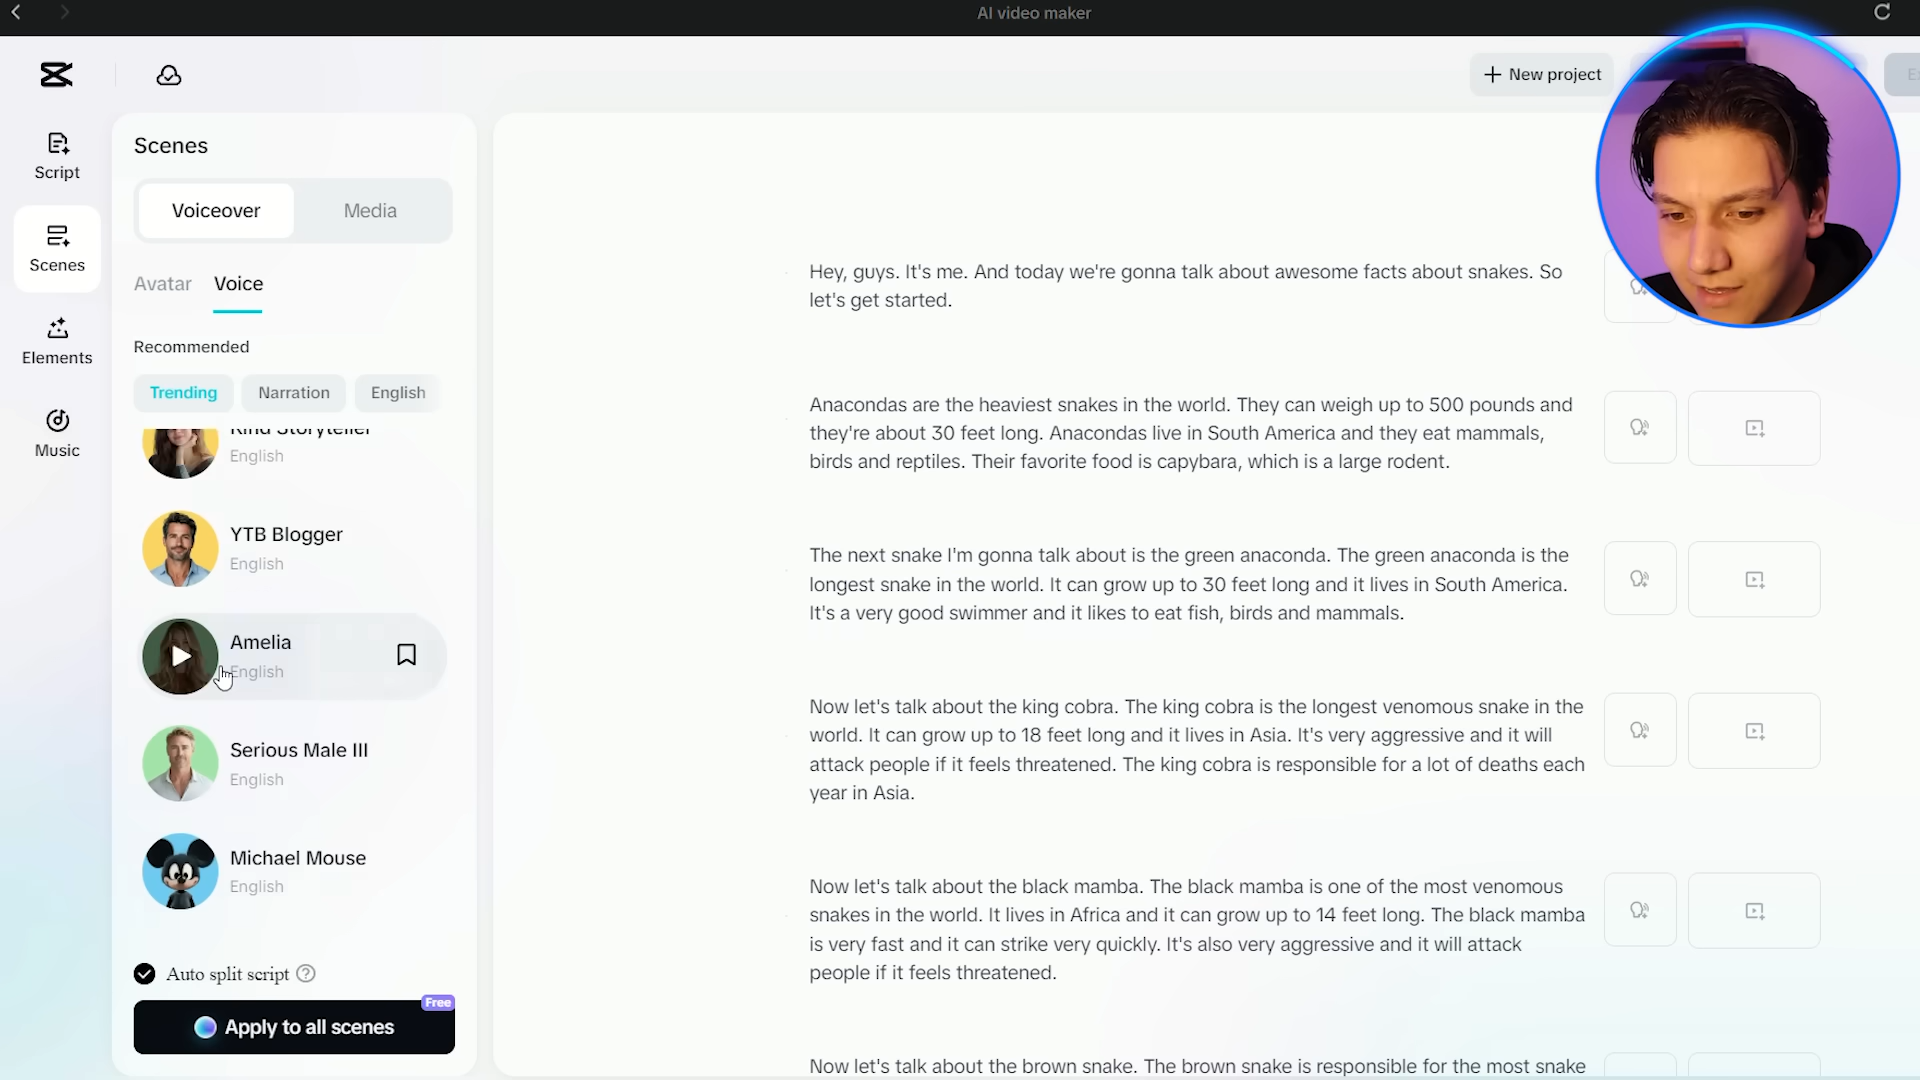 AI video maker
New project
Script
Scenes
Elements
Music
Scenes
Voiceover
Media
Avatar
Voice
Recommended
Trending
Narration
English
Kind Storyteller
English
YTB Blogger
English
Amelia
English
Serious Male III
English
Michael Mouse
English
Auto split script
Free
Apply to all scenes
Hey, guys. It's me. And today we're gonna talk about awesome facts about snakes. So
let's get started.
Anacondas are the heaviest snakes in the world. They can weigh up to 500 pounds and
they're about 30 feet long. Anacondas live in South America and they eat mammals,
birds and reptiles. Their favorite food is capybara, which is a large rodent.
The next snake I'm gonna talk about is the green anaconda. The green anaconda is the
longest snake in the world. It can grow up to 30 feet long and it lives in South America.
It's a very good swimmer and it likes to eat fish, birds and mammals.
Now let's talk about the king cobra. The king cobra is the longest venomous snake in the
world. It can grow up to 18 feet long and it lives in Asia. It's very aggressive and it will
attack people if it feels threatened. The king cobra is responsible for a lot of deaths each
year in Asia.
Now let's talk about the black mamba. The black mamba is one of the most venomous
snakes in the world. It lives in Africa and it can grow up to 14 feet long. The black mamba
is very fast and it can strike very quickly. It's also very aggressive and it will attack
people if it feels threatened.
Now let's talk about the brown snake. The brown snake is responsible for the most snake